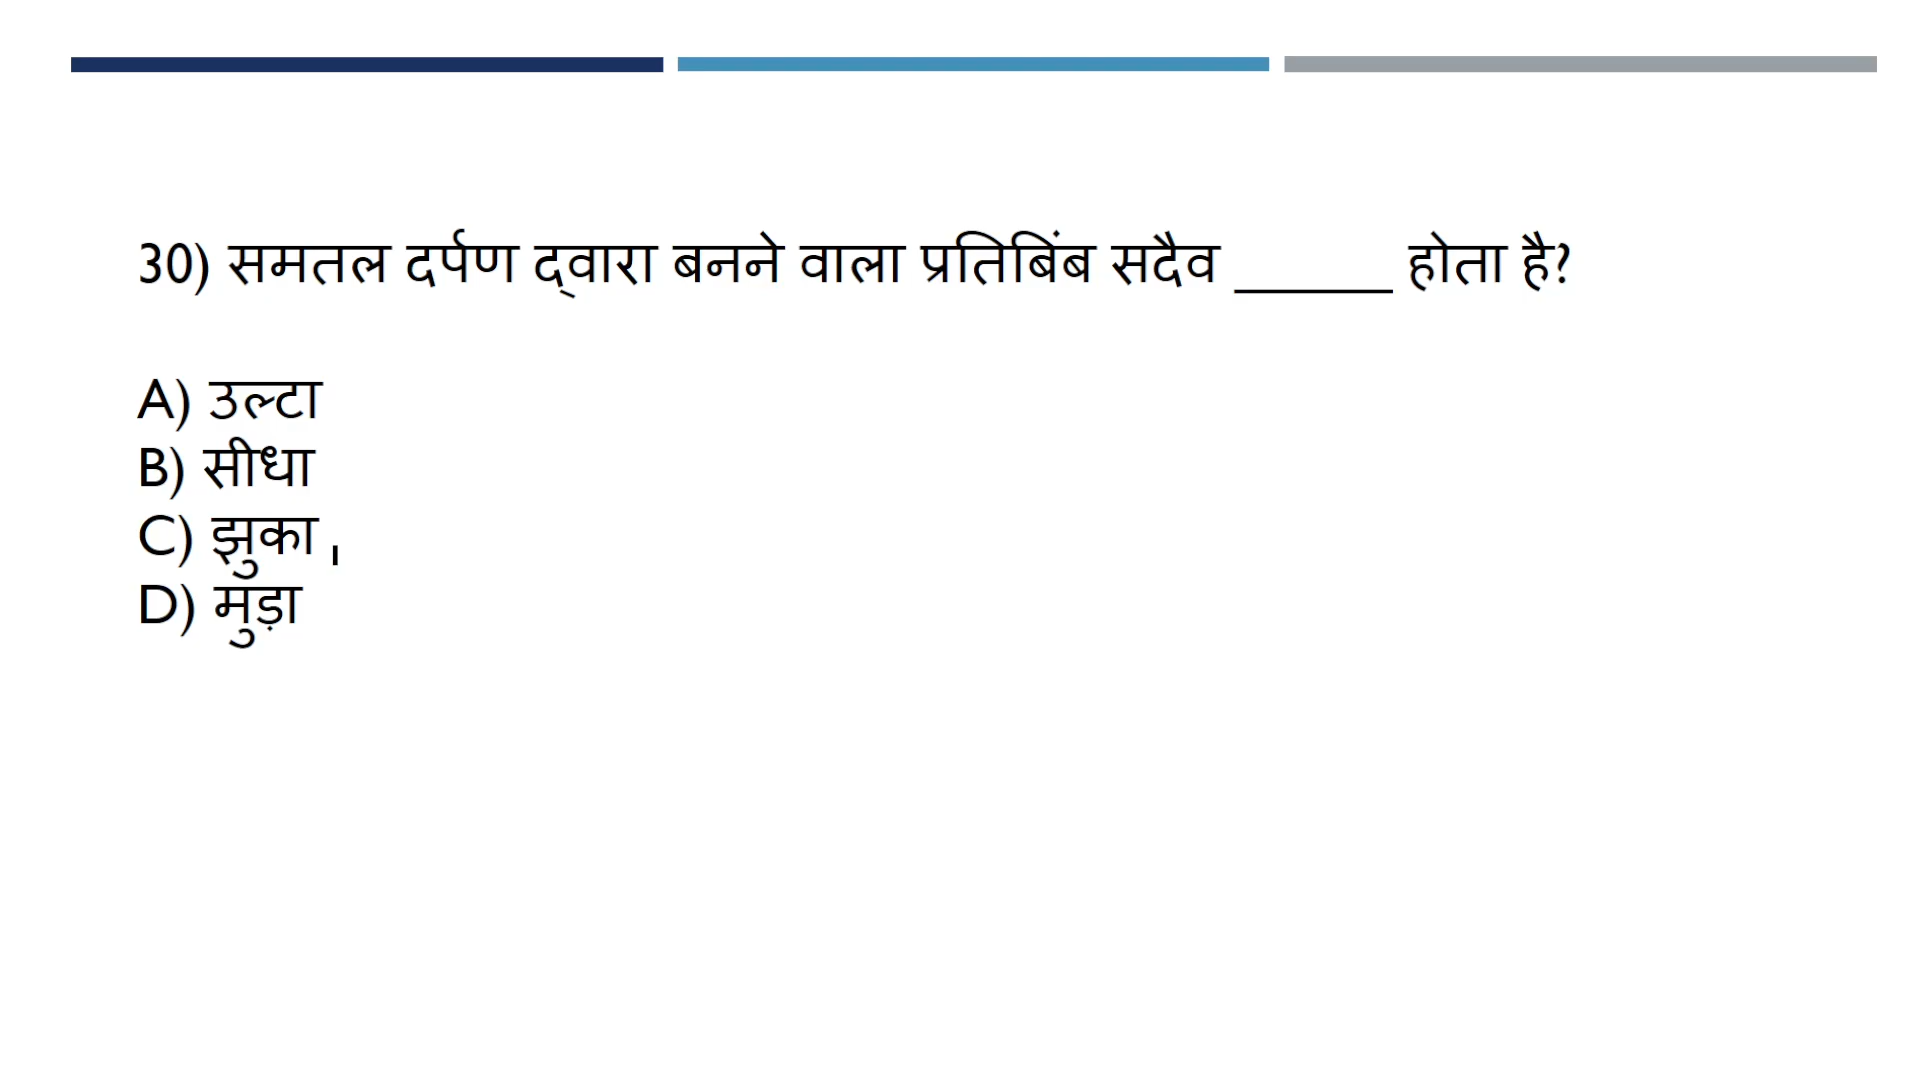 30) समतल दर्पण द्वारा बनने वाला प्रतिबिंब सदैव ______ होता है?
A) उल्टा
B) सीधा
C) झुका
D) मुड़ा